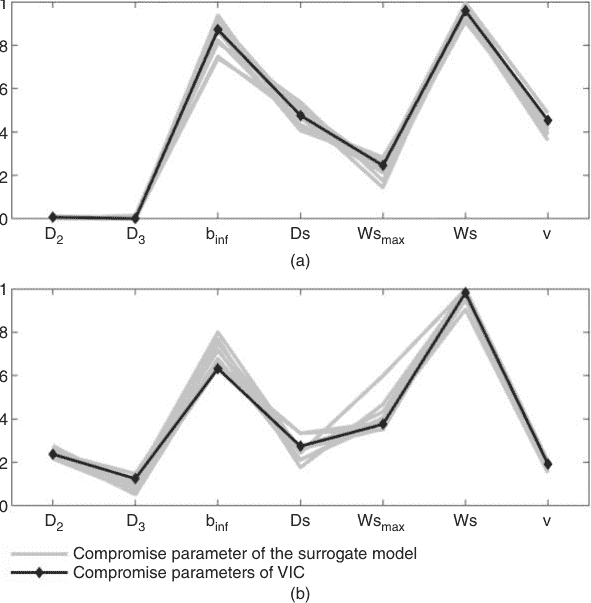 1
8
6
4
2
0
D2 D3 binf Ds Wsmax Ws v
(a)
1
8
6
4
2
0
D2 D3 binf Ds Wsmax Ws v
Compromise parameter of the surrogate model
Compromise parameters of VIC
(b)